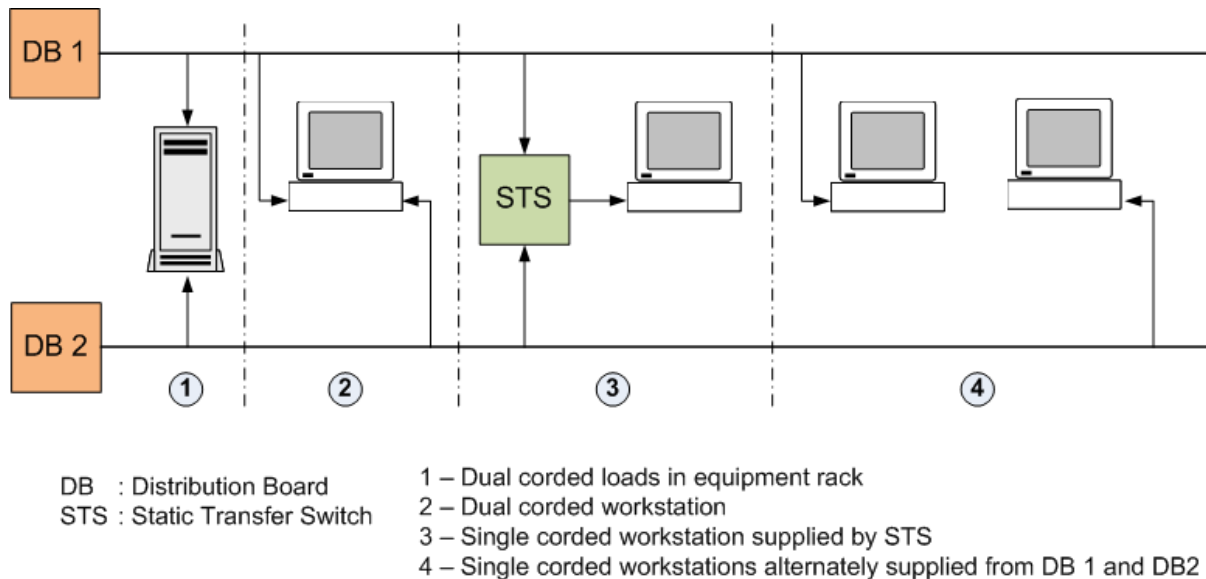 DB 1
STS
DB 2
1
2
3
4
DB : Distribution Board
STS : Static Transfer Switch
1 – Dual corded loads in equipment rack
2 – Dual corded workstation
3 – Single corded workstation supplied by STS
4 – Single corded workstations alternately supplied from DB 1 and DB2